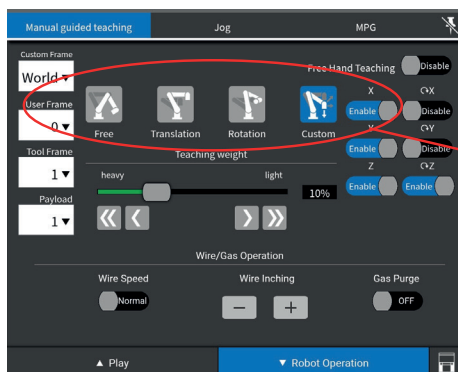 Manual guided teaching Jog MPG
Custom Frame
World ▼
User Frame
0 ▼
Tool Frame
1 ▼
Payload
1 ▼
Free Translation Rotation Custom
Teaching weight
heavy light
10%
Free Hand Teaching Disable
X ↷X
Enable Disable
Y ↷Y
Enable Disable
Z ↷Z
Enable Enable
Wire/Gas Operation
Wire Speed Wire Inching Gas Purge
Normal − + OFF
▲ Play ▼ Robot Operation